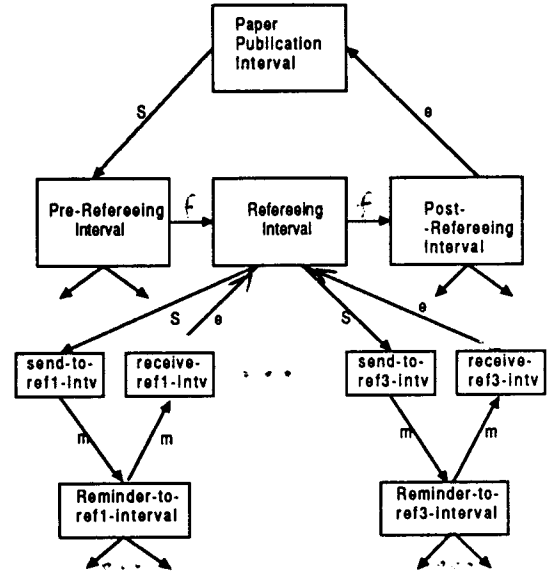 Paper
Publication
Interval
S
e
Pre-Refereeing
Interval
f
Refereeing
Interval
f
Post-
-Refereeing
Interval
S
e
S
e
send-to-
ref1-intv
receive-
ref1-intv
...
send-to-
ref3-intv
receive-
ref3-intv
m
m
m
m
Reminder-to-
ref1-interval
Reminder-to-
ref3-interval
...
...